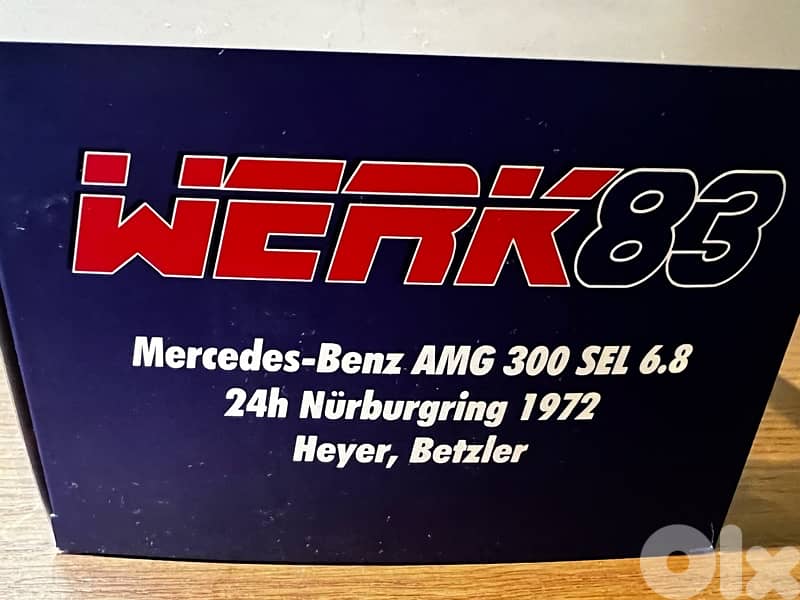 WERK83
Mercedes-Benz AMG 300 SEL 6.8
24h Nürburgring 1972
Heyer, Betzler
Olx